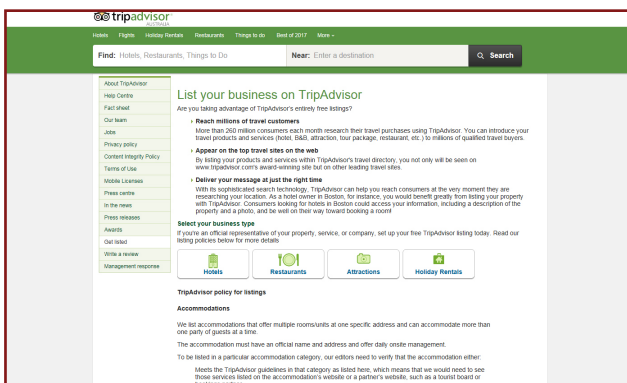 tripadvisor
AUSTRALIA
Hotels Flights Holiday Rentals Restaurants Things to do Best of 2017 More
Find: Hotels, Restaurants, Things to Do Near: Enter a destination Search
About TripAdvisor
Help Centre
Fact sheet
Our team
Jobs
Privacy policy
Content Integrity Policy
Terms of Use
Mobile Licenses
Press centre
In the news
Press releases
Awards
Get listed
Write a review
Management response
List your business on TripAdvisor
Are you taking advantage of TripAdvisor's entirely free listings?
› Reach millions of travel customers
More than 260 million consumers each month research their travel purchases using TripAdvisor. You can introduce your
travel products and services (hotel, B&B, attraction, tour package, restaurant, etc.) to millions of qualified travel buyers.
› Appear on the top travel sites on the web
By listing your products and services within TripAdvisor's travel directory, you not only will be seen on
www.tripadvisor.com's award-winning site but on other leading travel sites.
› Deliver your message at just the right time
With its sophisticated search technology, TripAdvisor can help you reach consumers at the very moment they are
researching your location. As a hotel owner in Boston, for instance, you would benefit greatly from listing your property
with TripAdvisor. Consumers looking for hotels in Boston could access your information, including a description of the
property and a photo, and be well on their way toward booking a room!
Select your business type
If you're an official representative of your property, service, or company, set up your free TripAdvisor listing today. Read our
listing policies below for more details
Hotels Restaurants Attractions Holiday Rentals
TripAdvisor policy for listings
Accommodations
We list accommodations that offer multiple rooms/units at one specific address and can accommodate more than
one party of guests at a time.
The accommodation must have an official name and address and offer daily onsite management.
To be listed in a particular accommodation category, our editors need to verify that the accommodation either:
Meets the TripAdvisor guidelines in that category as listed here, which means that we would need to see
those services listed on the accommodation's website or a partner's website, such as a tourist board or